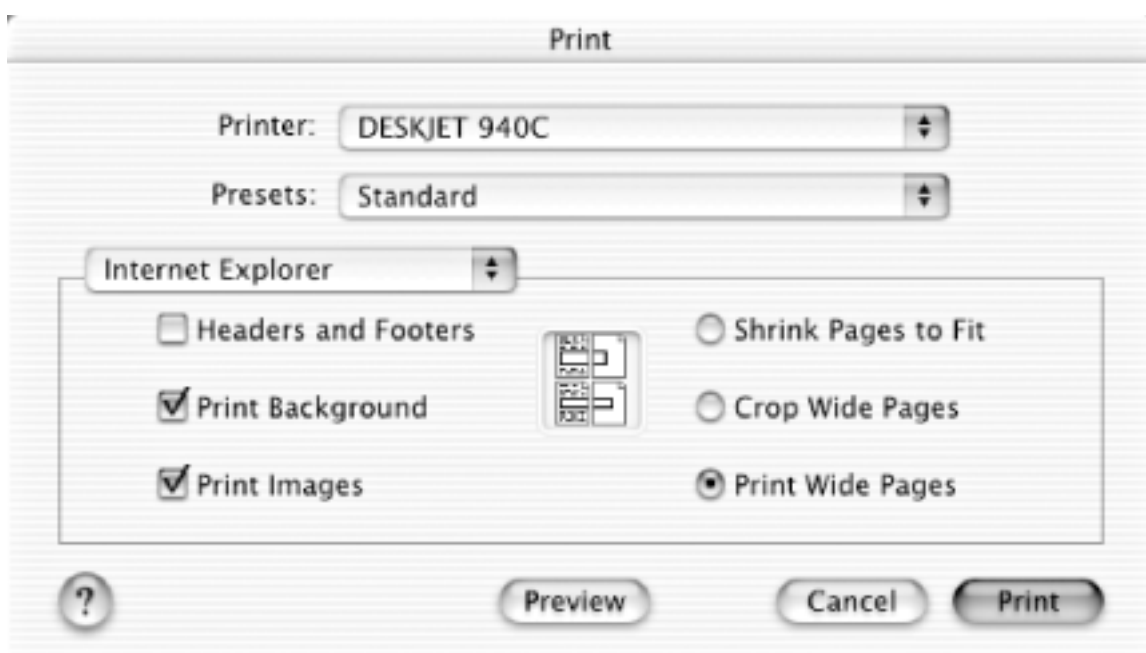 Print
Printer: DESKJET 940C
Presets: Standard
Internet Explorer
Headers and Footers
Print Background
Print Images
Shrink Pages to Fit
Crop Wide Pages
Print Wide Pages
? Preview Cancel Print